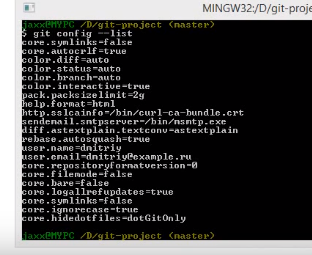 MINGW32:/D/git-proje
jaxx@MYPC /D/git-project (master)
$ git config --list
core.symlinks=false
core.autocrlf=true
color.diff=auto
color.status=auto
color.branch=auto
color.interactive=true
pack.packsizelimit=2g
help.format=html
http.sslcainfo=/bin/curl-ca-bundle.crt
sendemail.smtpserver=/bin/msmtp.exe
diff.astextplain.textconv=astextplain
rebase.autosquash=true
user.name=dmitriy
user.email=dmitriy@example.ru
core.repositoryformatversion=0
core.filemode=false
core.bare=false
core.logallrefupdates=true
core.symlinks=false
core.ignorecase=true
core.hidedotfiles=dotGitOnly
jaxx@MYPC /D/git-project (master)